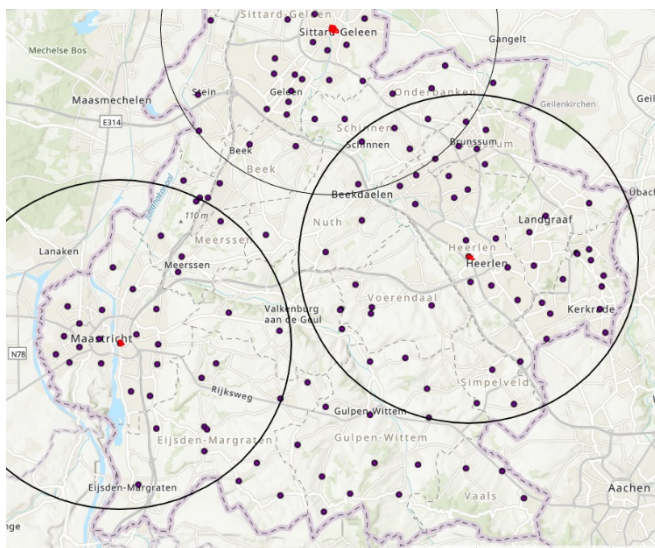 Sittard-Geleen
Mechelse Bos
Sittard-Geleen
Gangelt
Stein
Geleen
Onderbanken
Maasmechelen
Geilenkirchen
E314
Schinnen
Beek
Schinnen
Brunssum
Beek
Julianakanaal
Beekdaelen
110 m
Nuth
Landgraaf
Meerssen
Heerlen
Lanaken
Meerssen
Heerlen
Voerendaal
Valkenburg
aan de Geul
Kerkrade
Maastricht
N78
Simpelveld
Rijksweg
Gulpen-Wittem
Eijsden-Margraten
Gulpen-Wittem
Eijsden-Margraten
Vaals
Aachen